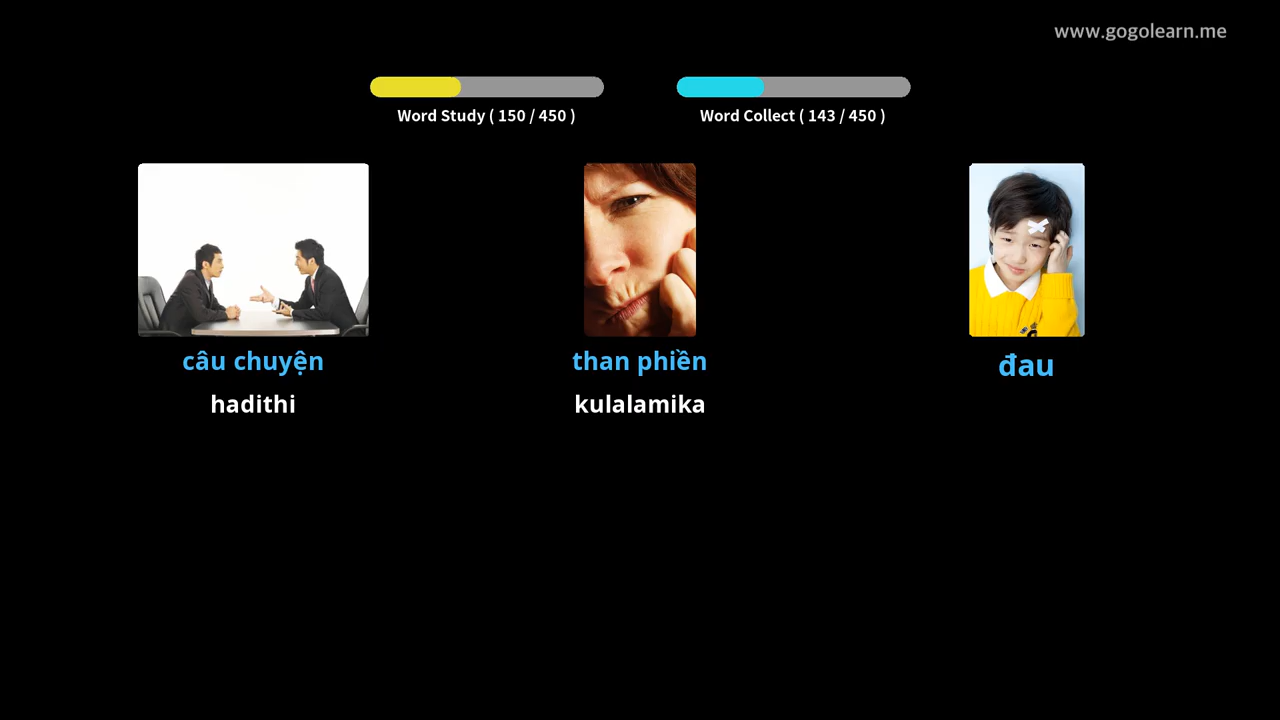 www.gogolearn.me
Word Study ( 150 / 450 )
Word Collect ( 143 / 450 )
câu chuyện
than phiền
đau
hadithi
kulalamika